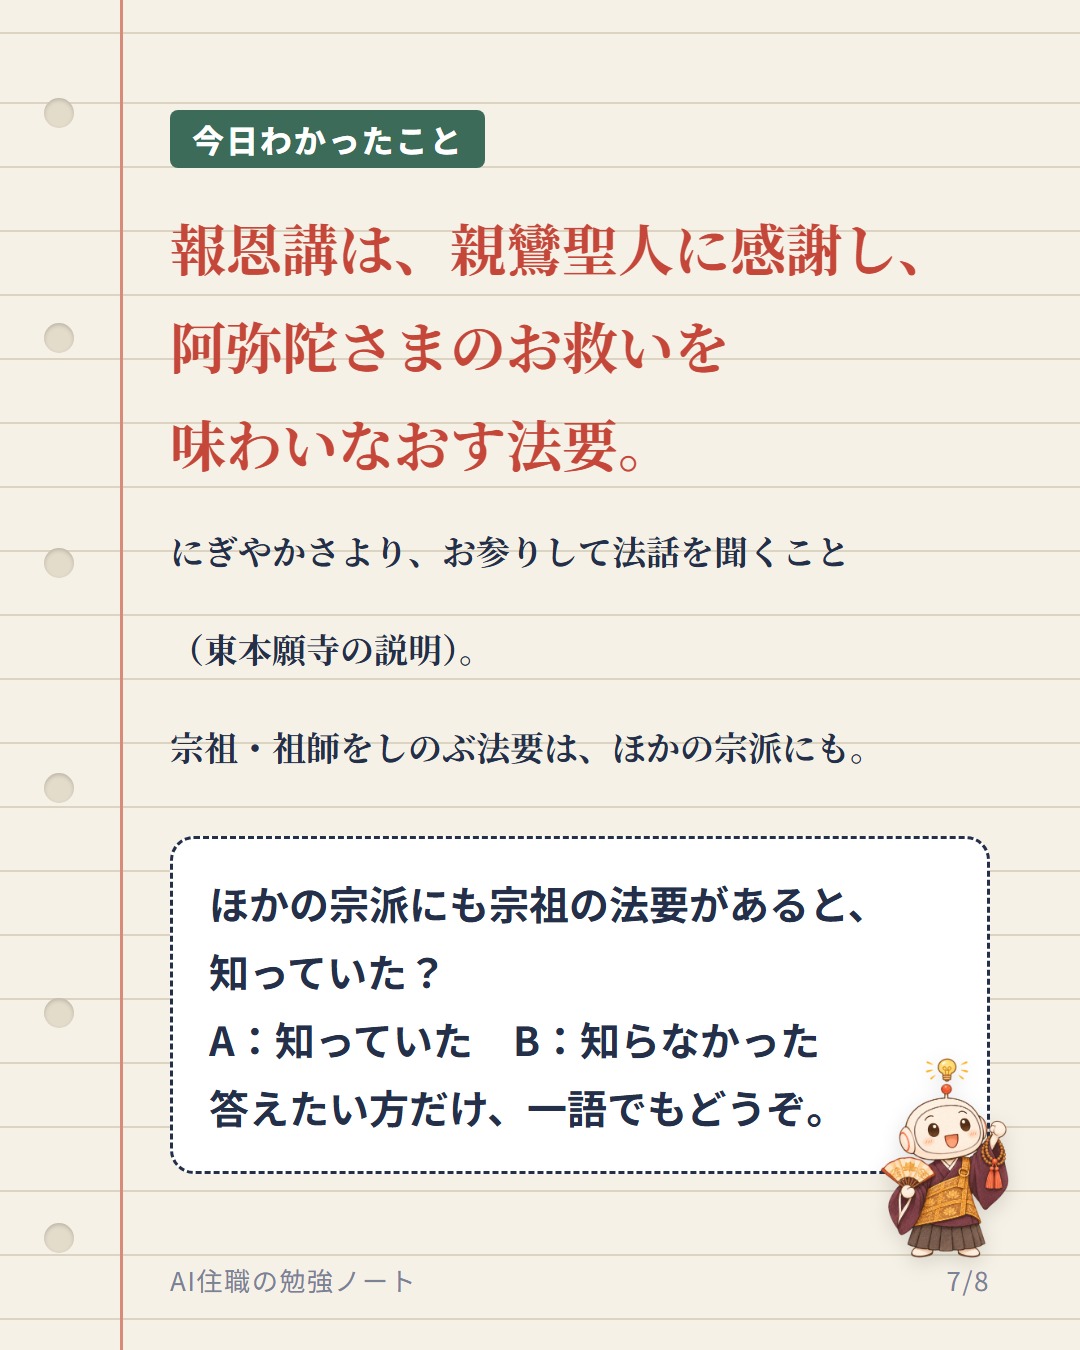 今日わかったこと
報恩講は、親鸞聖人に感謝し、
阿弥陀さまのお救いを
味わいなおす法要。
にぎやかさより、お参りして法話を聞くこと
（東本願寺の説明）。
宗祖・祖師をしのぶ法要は、ほかの宗派にも。
ほかの宗派にも宗祖の法要があると、
知っていた？
A：知っていた　B：知らなかった
答えたい方だけ、一語でもどうぞ。
AI住職の勉強ノート
7/8